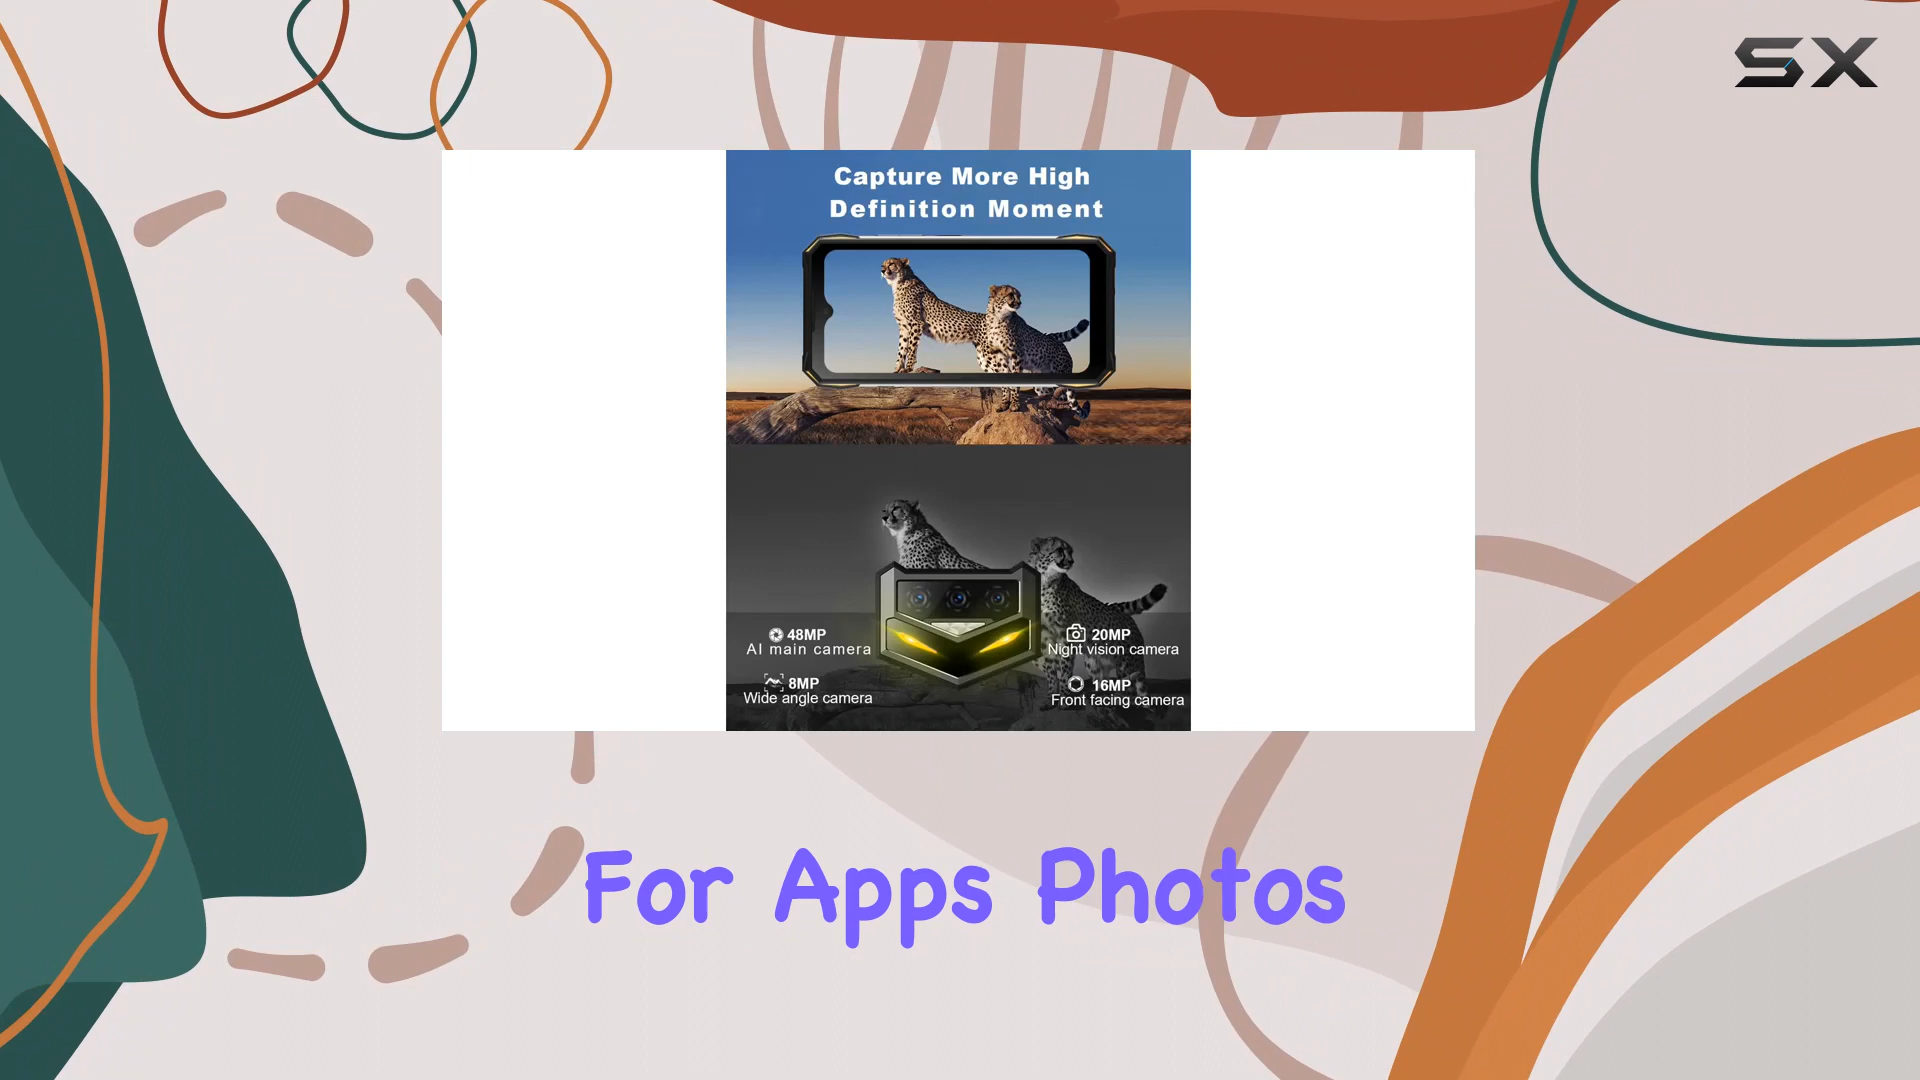 SX
Capture More High
Definition Moment
48MP
AI main camera
20MP
Night vision camera
8MP
Wide angle camera
16MP
Front facing camera
For Apps Photos